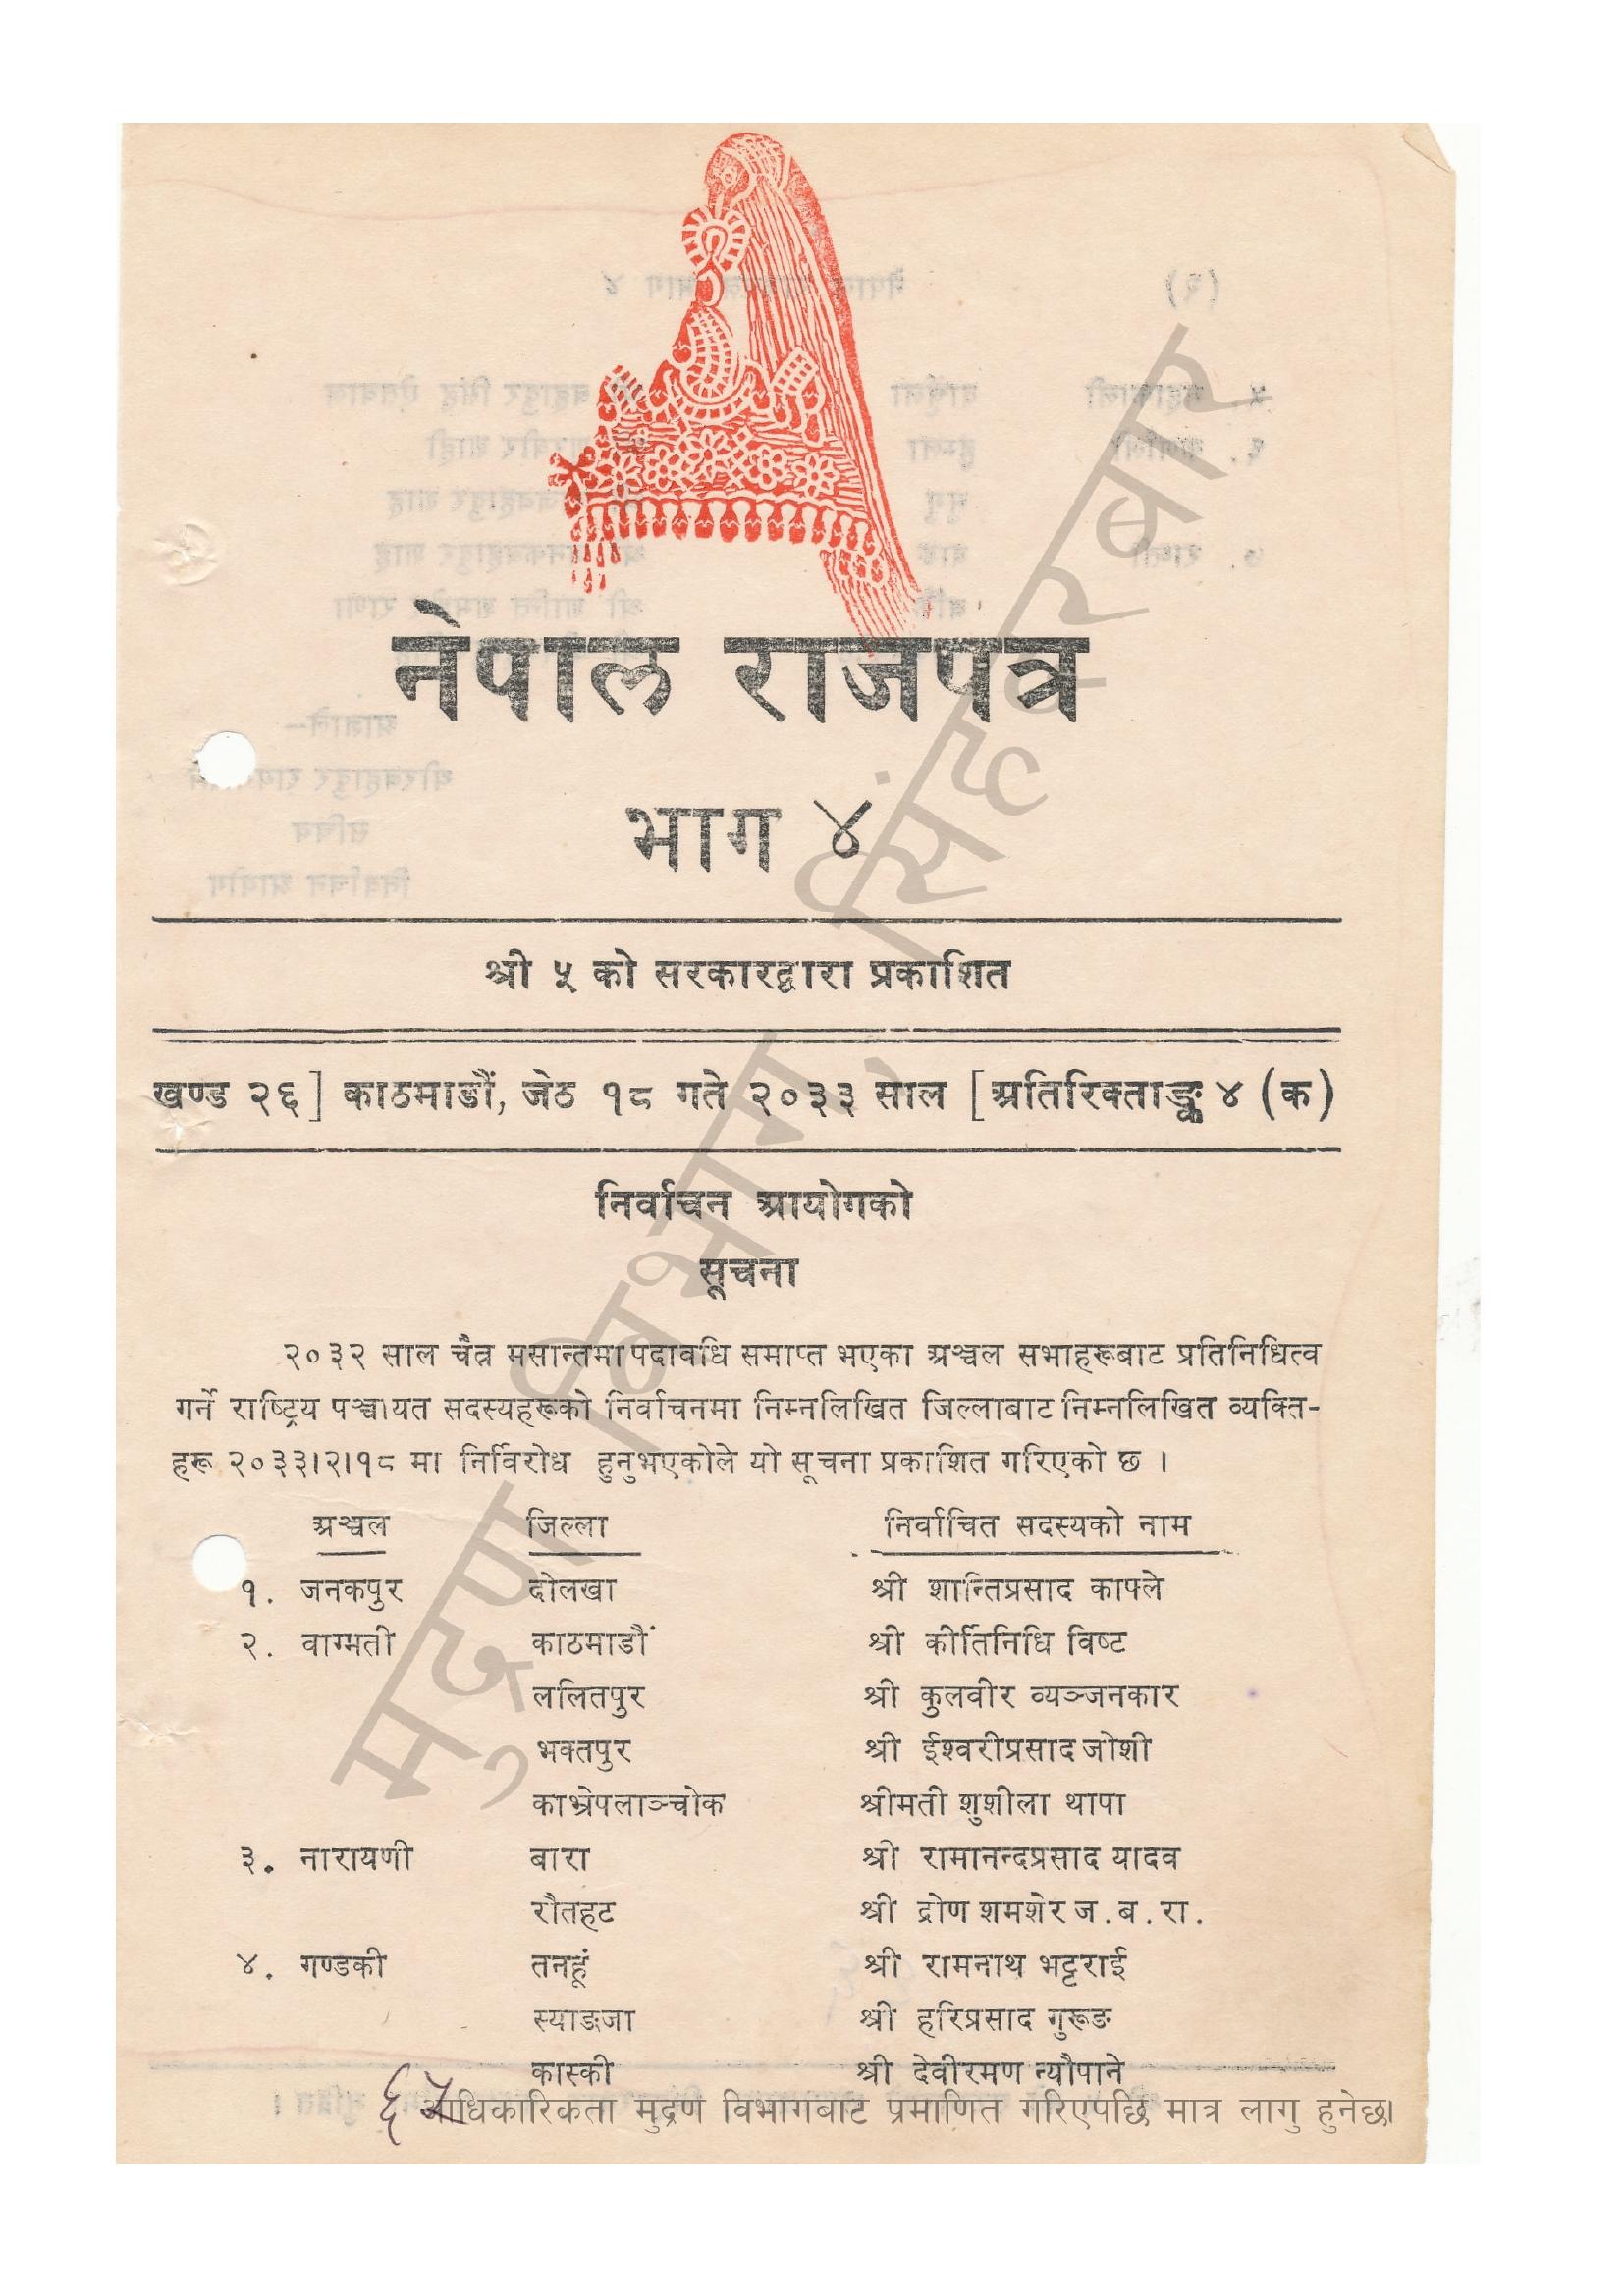 नेपाल राजपत्र
भाग ४
श्री ५ को सरकारद्वारा प्रकाशित
खण्ड २६] काठमाडौं, जेठ १८ गते २०३३ साल [अतिरिक्ताङ्क ४ (क)
निर्वाचन आयोगको
सूचना
२०३२ साल चैत्र मसान्तमा पदावधि समाप्त भएका अञ्चल सभाहरूबाट प्रतिनिधित्व
गर्ने राष्ट्रिय पञ्चायत सदस्यहरूको निर्वाचनमा निम्नलिखित जिल्लाबाट निम्नलिखित व्यक्ति-
हरू २०३३।२।१८ मा निर्विरोध हुनुभएकोले यो सूचना प्रकाशित गरिएको छ ।
अञ्चल जिल्ला निर्वाचित सदस्यको नाम
१. जनकपुर दोलखा श्री शान्तिप्रसाद काफ्ले
२. वाग्मती काठमाडौं श्री कीर्तिनिधि विष्ट
ललितपुर श्री कुलवीर व्यञ्जनकार
भक्तपुर श्री ईश्वरीप्रसाद जोशी
काभ्रेपलाञ्चोक श्रीमती शुशीला थापा
३. नारायणी बारा श्री रामानन्दप्रसाद यादव
रौतहट श्री द्रोण शमशेर ज.ब.रा.
४. गण्डकी तनहूं श्री रामनाथ भट्टराई
स्याङजा श्री हरिप्रसाद गुरूङ
कास्की श्री देवीरमण न्यौपाने
६५
आधिकारिकता मुद्रण विभागबाट प्रमाणित गरिएपछि मात्र लागु हुनेछ।
मुद्रण विभाग, सिंहदरवार